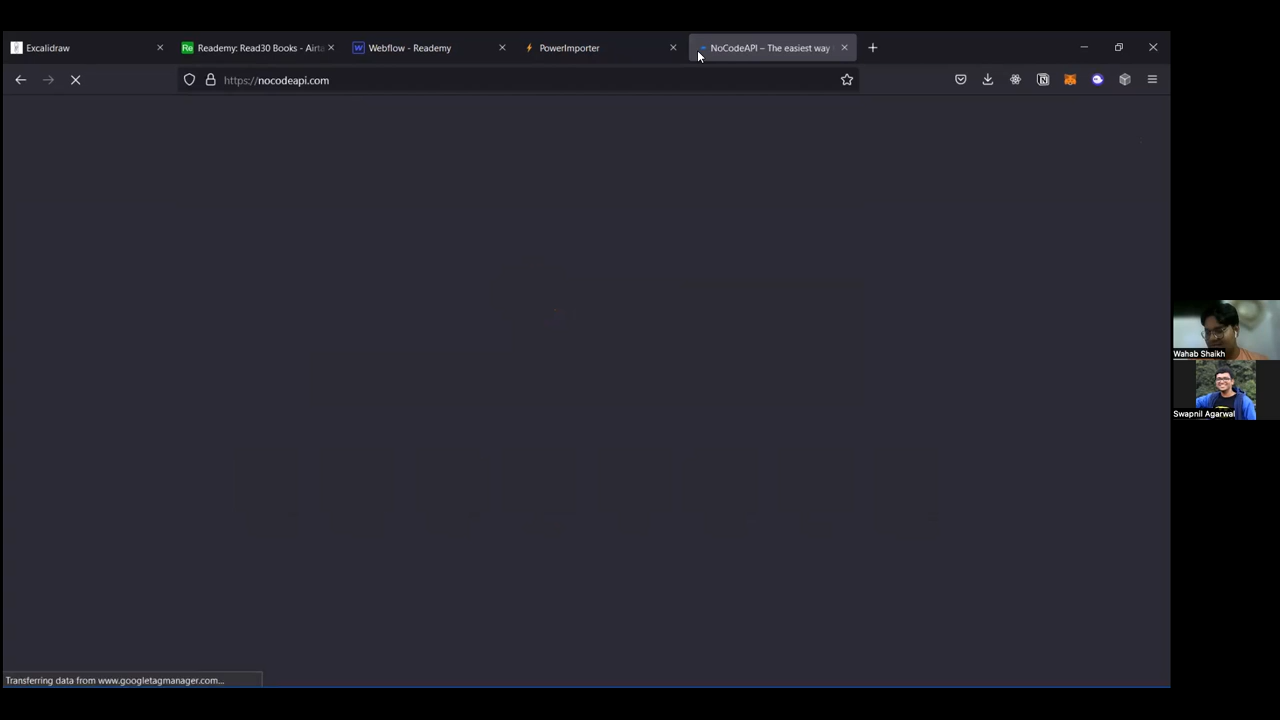 Excalidraw
Re Reademy: Read30 Books - Airta
Webflow - Reademy
PowerImporter
NoCodeAPI – The easiest way
https://nocodeapi.com
Wahab Shaikh
Swapnil Agarwal
Transferring data from www.googletagmanager.com...